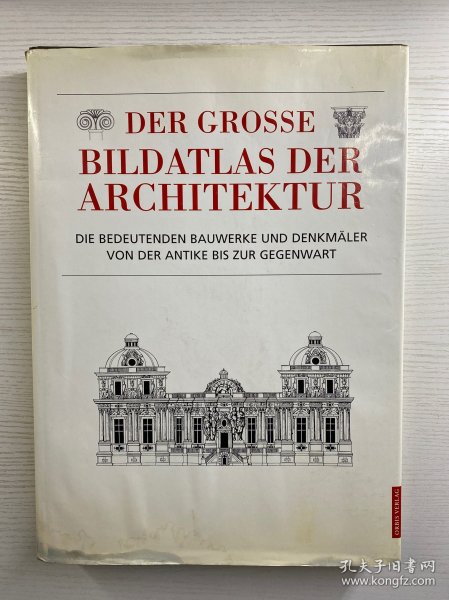 DER GROSSE
BILDATLAS DER
ARCHITEKTUR
DIE BEDEUTENDEN BAUWERKE UND DENKMÄLER
VON DER ANTIKE BIS ZUR GEGENWART
ORBIS VERLAG
孔夫子旧书网
www.kongfz.com